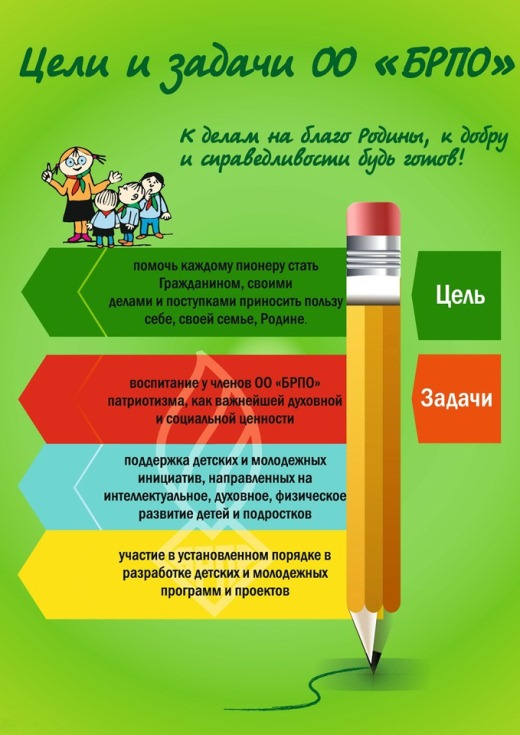 Цели и задачи ОО «БРПО»
К делам на благо Родины, к добру
и справедливости будь готов!
помочь каждому пионеру стать
Гражданином, своими
делами и поступками приносить пользу
себе, своей семье, Родине.
Цель
воспитание у членов ОО «БРПО»
патриотизма, как важнейшей духовной
и социальной ценности
Задачи
поддержка детских и молодежных
инициатив, направленных на
интеллектуальное, духовное, физическое
развитие детей и подростков
участие в установленном порядке в
разработке детских и молодежных
программ и проектов